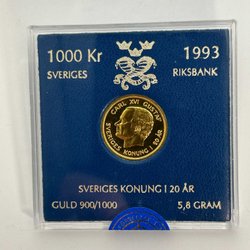 1000 Kr 1993
SVERIGES RIKSBANK
CARL XVI GUSTAF
SVERIGES KONUNG I 20 ÅR
SVERIGES KONUNG I 20 ÅR
GULD 900/1000 5,8 GRAM